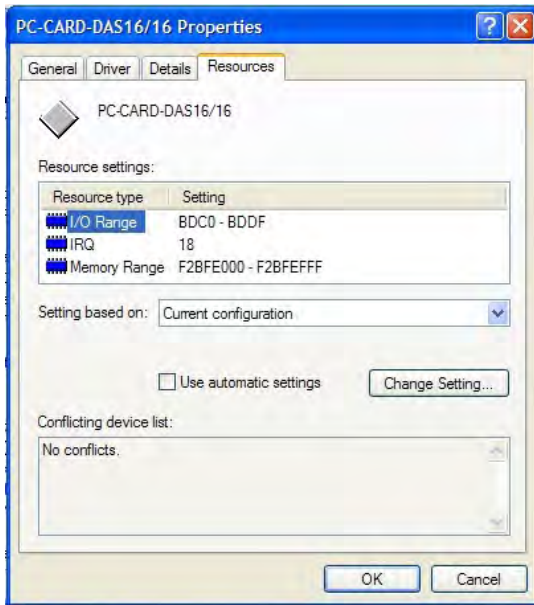 PC-CARD-DAS16/16 Properties
General Driver Details Resources
PC-CARD-DAS16/16
Resource settings:
Resource type Setting
I/O Range BDC0 - BDDF
IRQ 18
Memory Range F2BFE000 - F2BFEFFF
Setting based on: Current configuration
Use automatic settings Change Setting...
Conflicting device list:
No conflicts.
OK Cancel